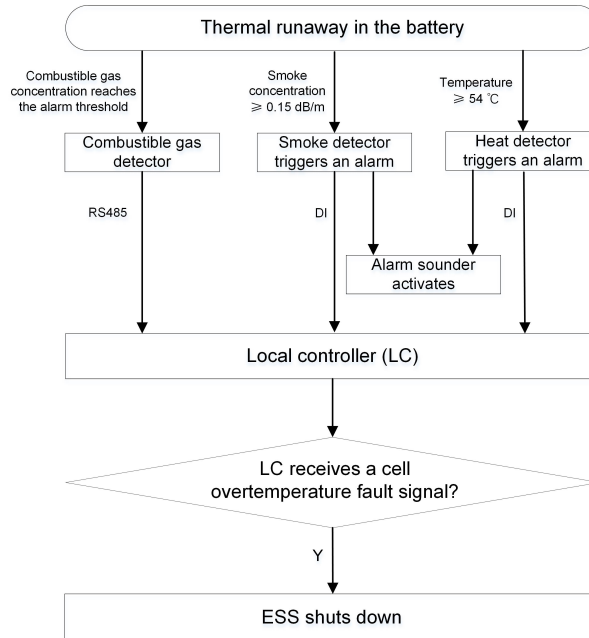 Thermal runaway in the battery
Combustible gas
concentration reaches
the alarm threshold
Smoke
concentration
≥ 0.15 dB/m
Temperature
≥ 54 ℃
Combustible gas
detector
Smoke detector
triggers an alarm
Heat detector
triggers an alarm
RS485
DI
DI
Alarm sounder
activates
Local controller (LC)
LC receives a cell
overtemperature fault signal?
Y
ESS shuts down